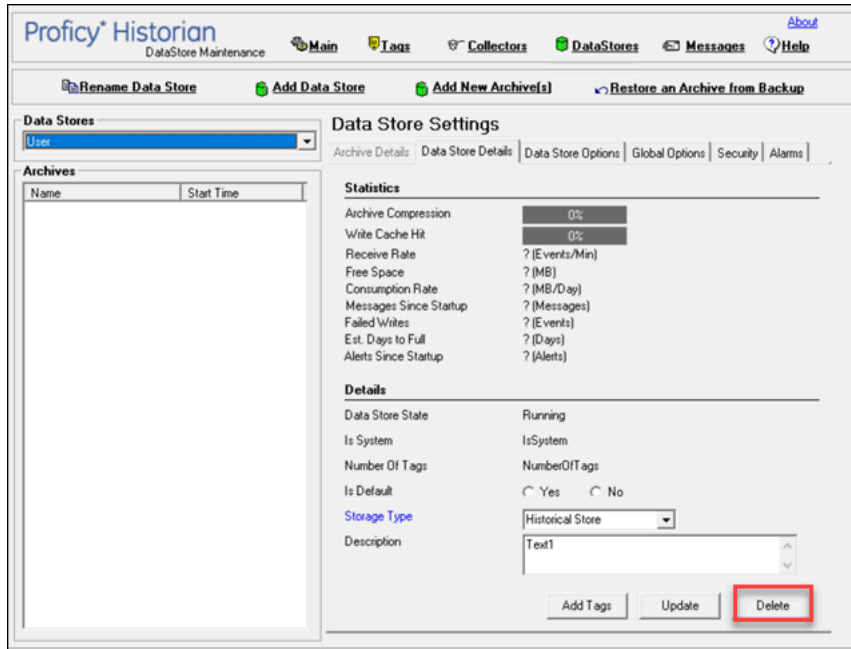 Proficy* Historian
DataStore Maintenance
Main
Tags
Collectors
DataStores
Messages
About
Help
Rename Data Store
Add Data Store
Add New Archive[s]
Restore an Archive from Backup
Data Stores
User
Archives
Name Start Time
Data Store Settings
Archive Details Data Store Details Data Store Options Global Options Security Alarms
Statistics
Archive Compression 0%
Write Cache Hit 0%
Receive Rate ? (Events/Min)
Free Space ? (MB)
Consumption Rate ? (MB/Day)
Messages Since Startup ? (Messages)
Failed Writes ? (Events)
Est. Days to Full ? (Days)
Alerts Since Startup ? (Alerts)
Details
Data Store State Running
Is System IsSystem
Number Of Tags NumberOfTags
Is Default Yes No
Storage Type Historical Store
Description Text1
Add Tags Update Delete